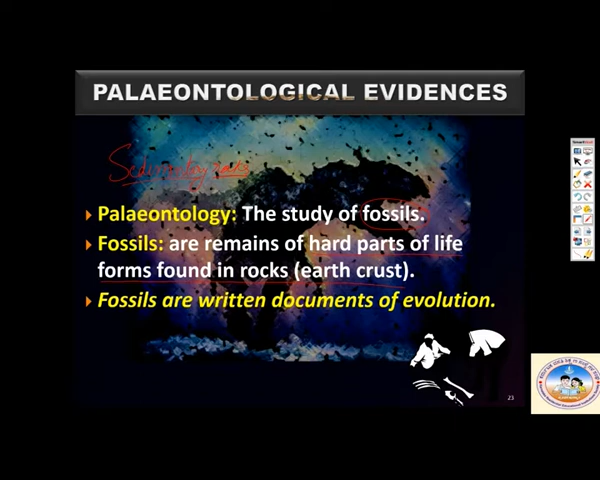 PALAEONTOLOGICAL EVIDENCES
Palaeontology: The study of fossils.
Fossils: are remains of hard parts of life
forms found in rocks (earth crust).
Fossils are written documents of evolution.
23